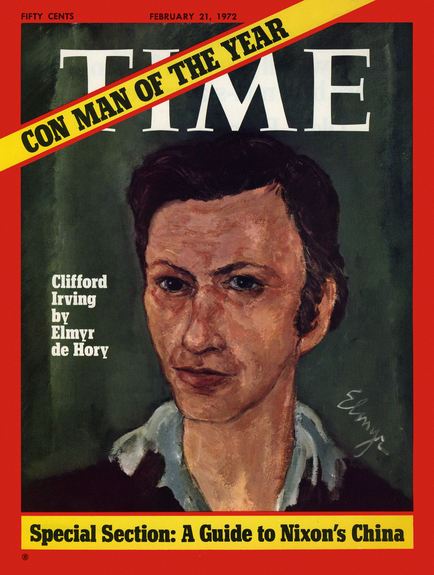 FIFTY CENTS FEBRUARY 21, 1972
CON MAN OF THE YEAR
TIME
Clifford
Irving
by
Elmyr
de Hory
Elmyr
Special Section: A Guide to Nixon's China
®